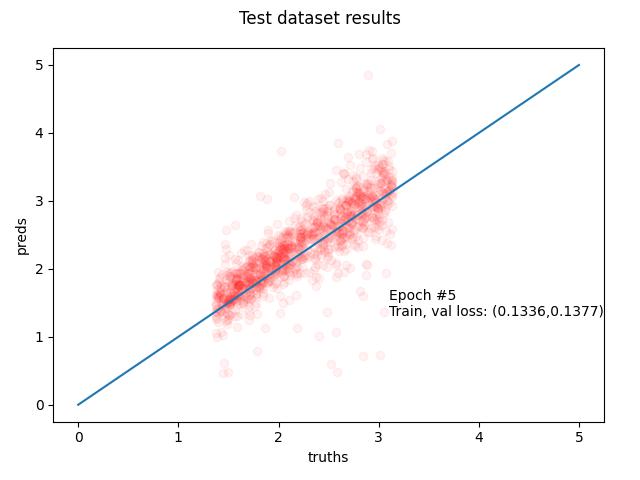 Test dataset results
preds
5
4
3
2
1
0
Epoch #5
Train, val loss: (0.1336,0.1377)
0 1 2 3 4 5
truths